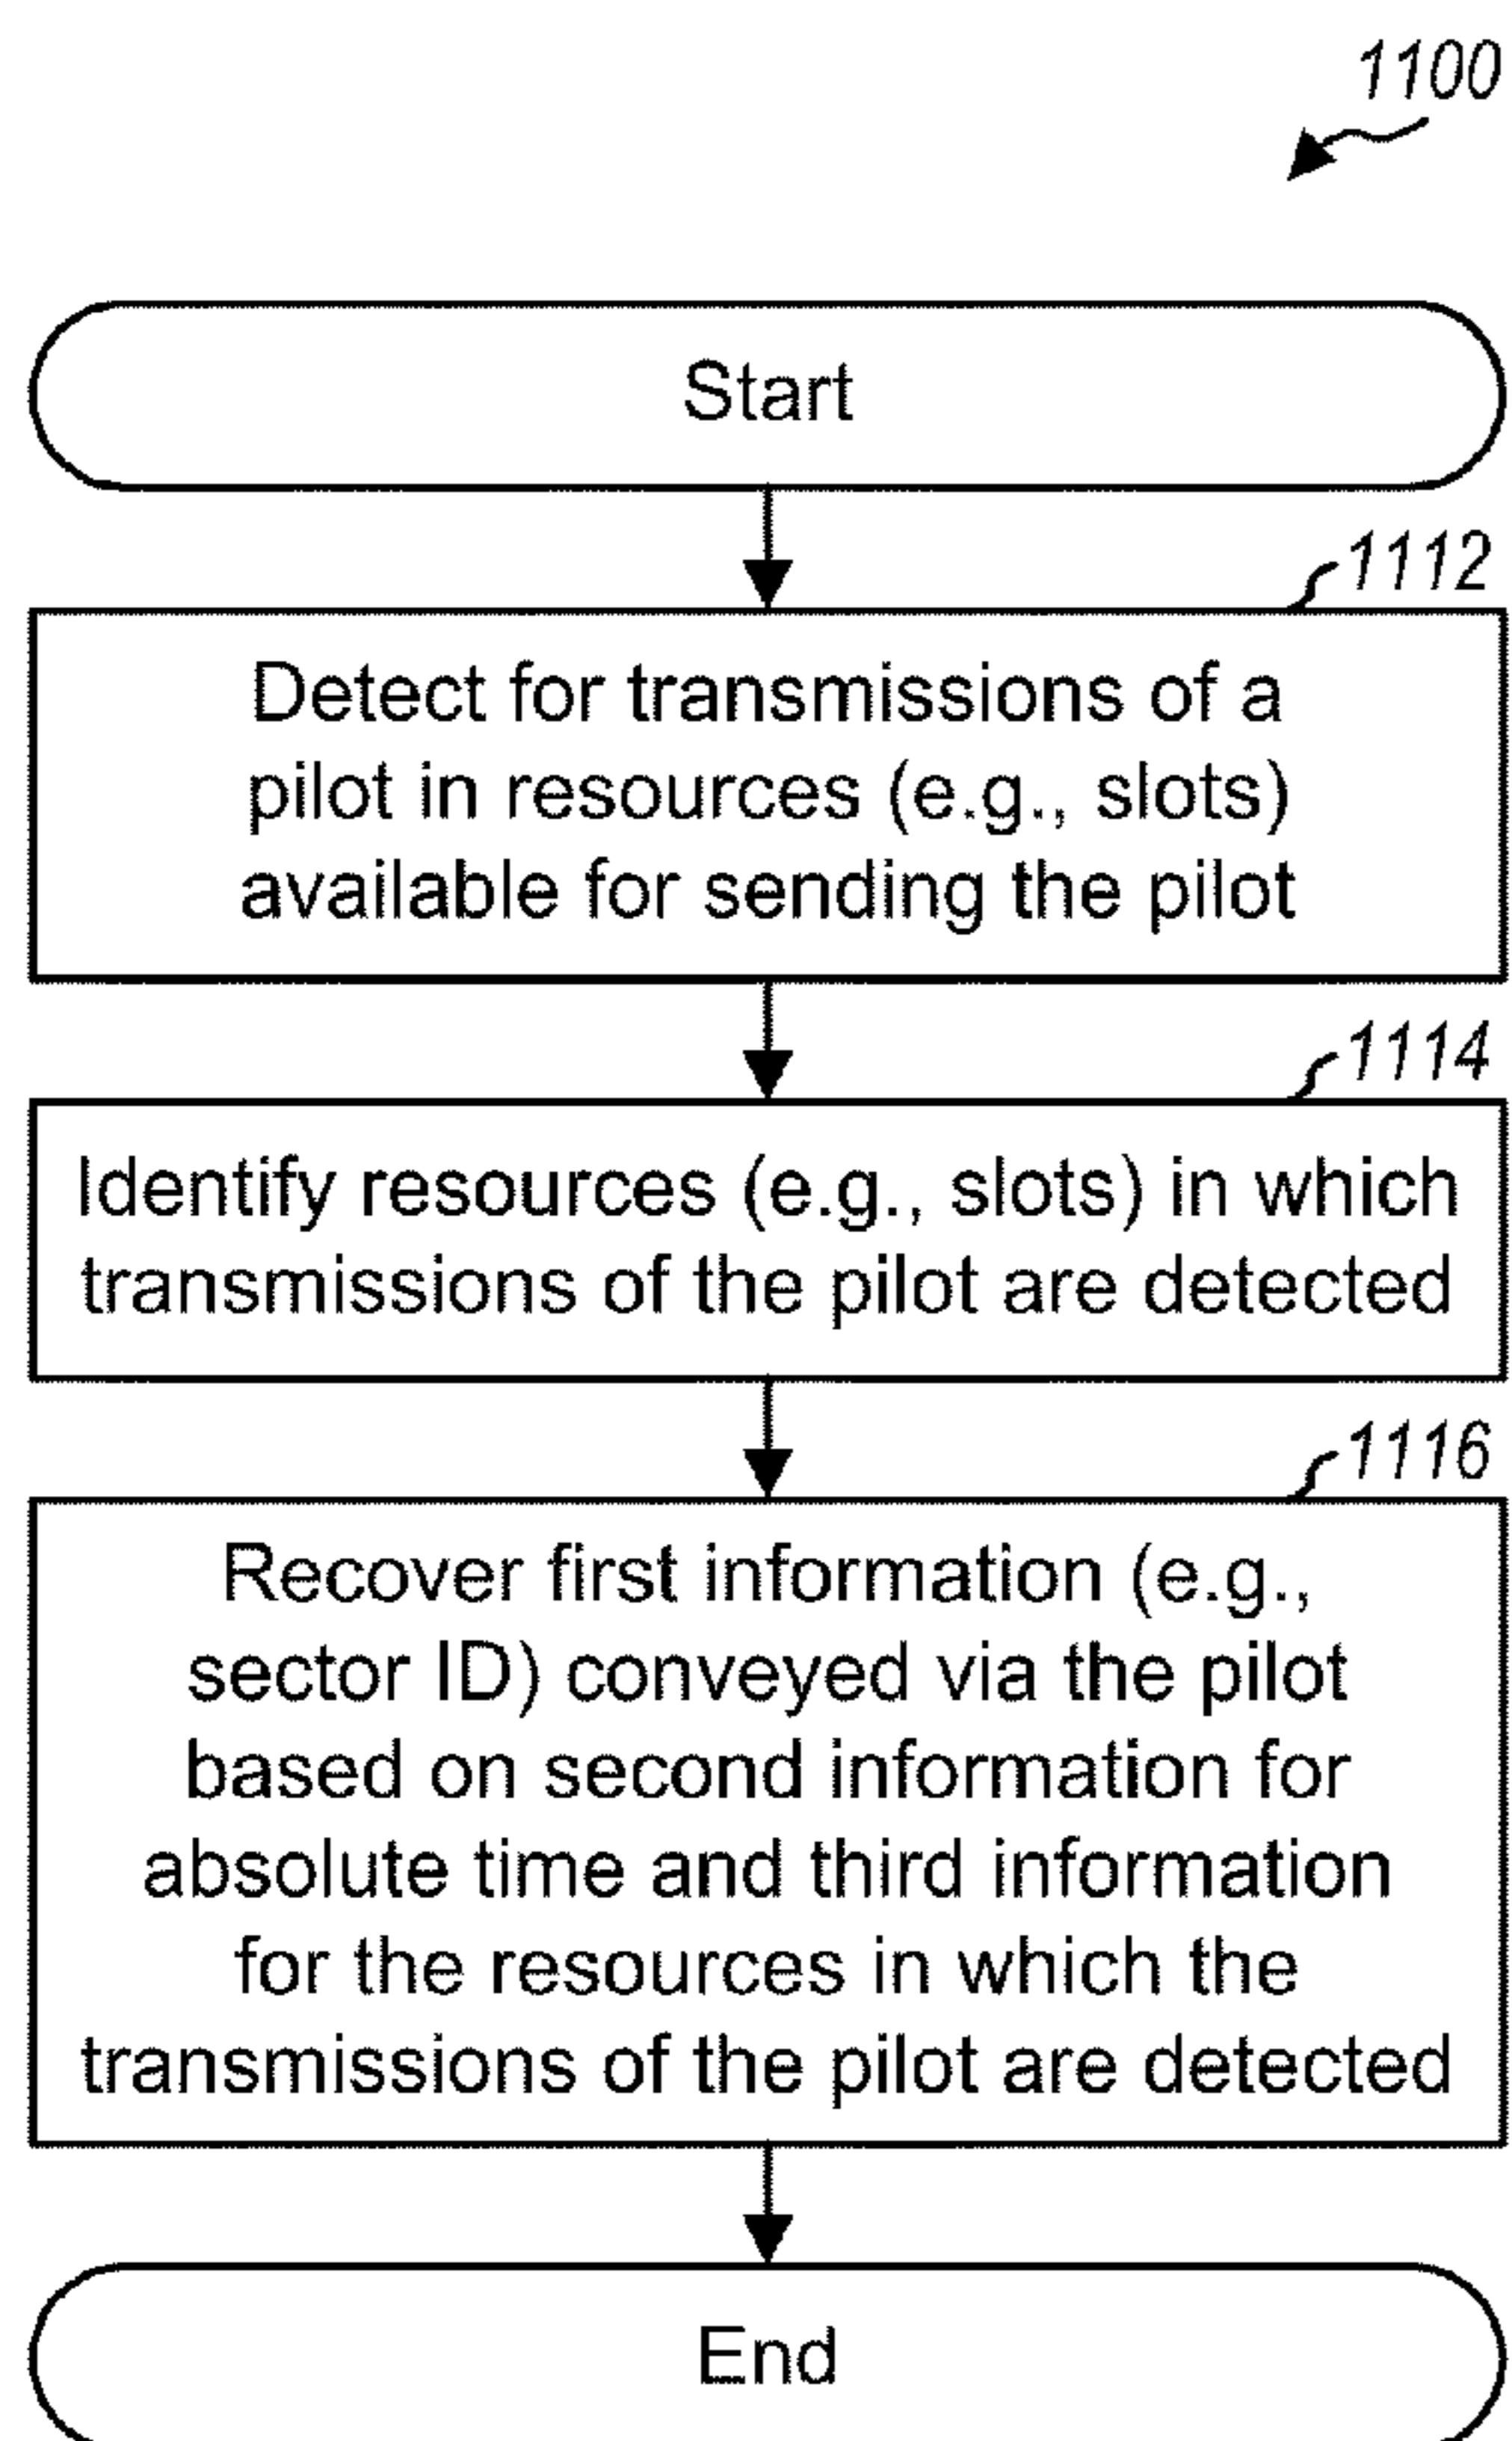 1100
Start
1112
Detect for transmissions of a
pilot in resources (e.g., slots)
available for sending the pilot
1114
Identify resources (e.g., slots) in which
transmissions of the pilot are detected
1116
Recover first information (e.g.,
sector ID) conveyed via the pilot
based on second information for
absolute time and third information
for the resources in which the
transmissions of the pilot are detected
End